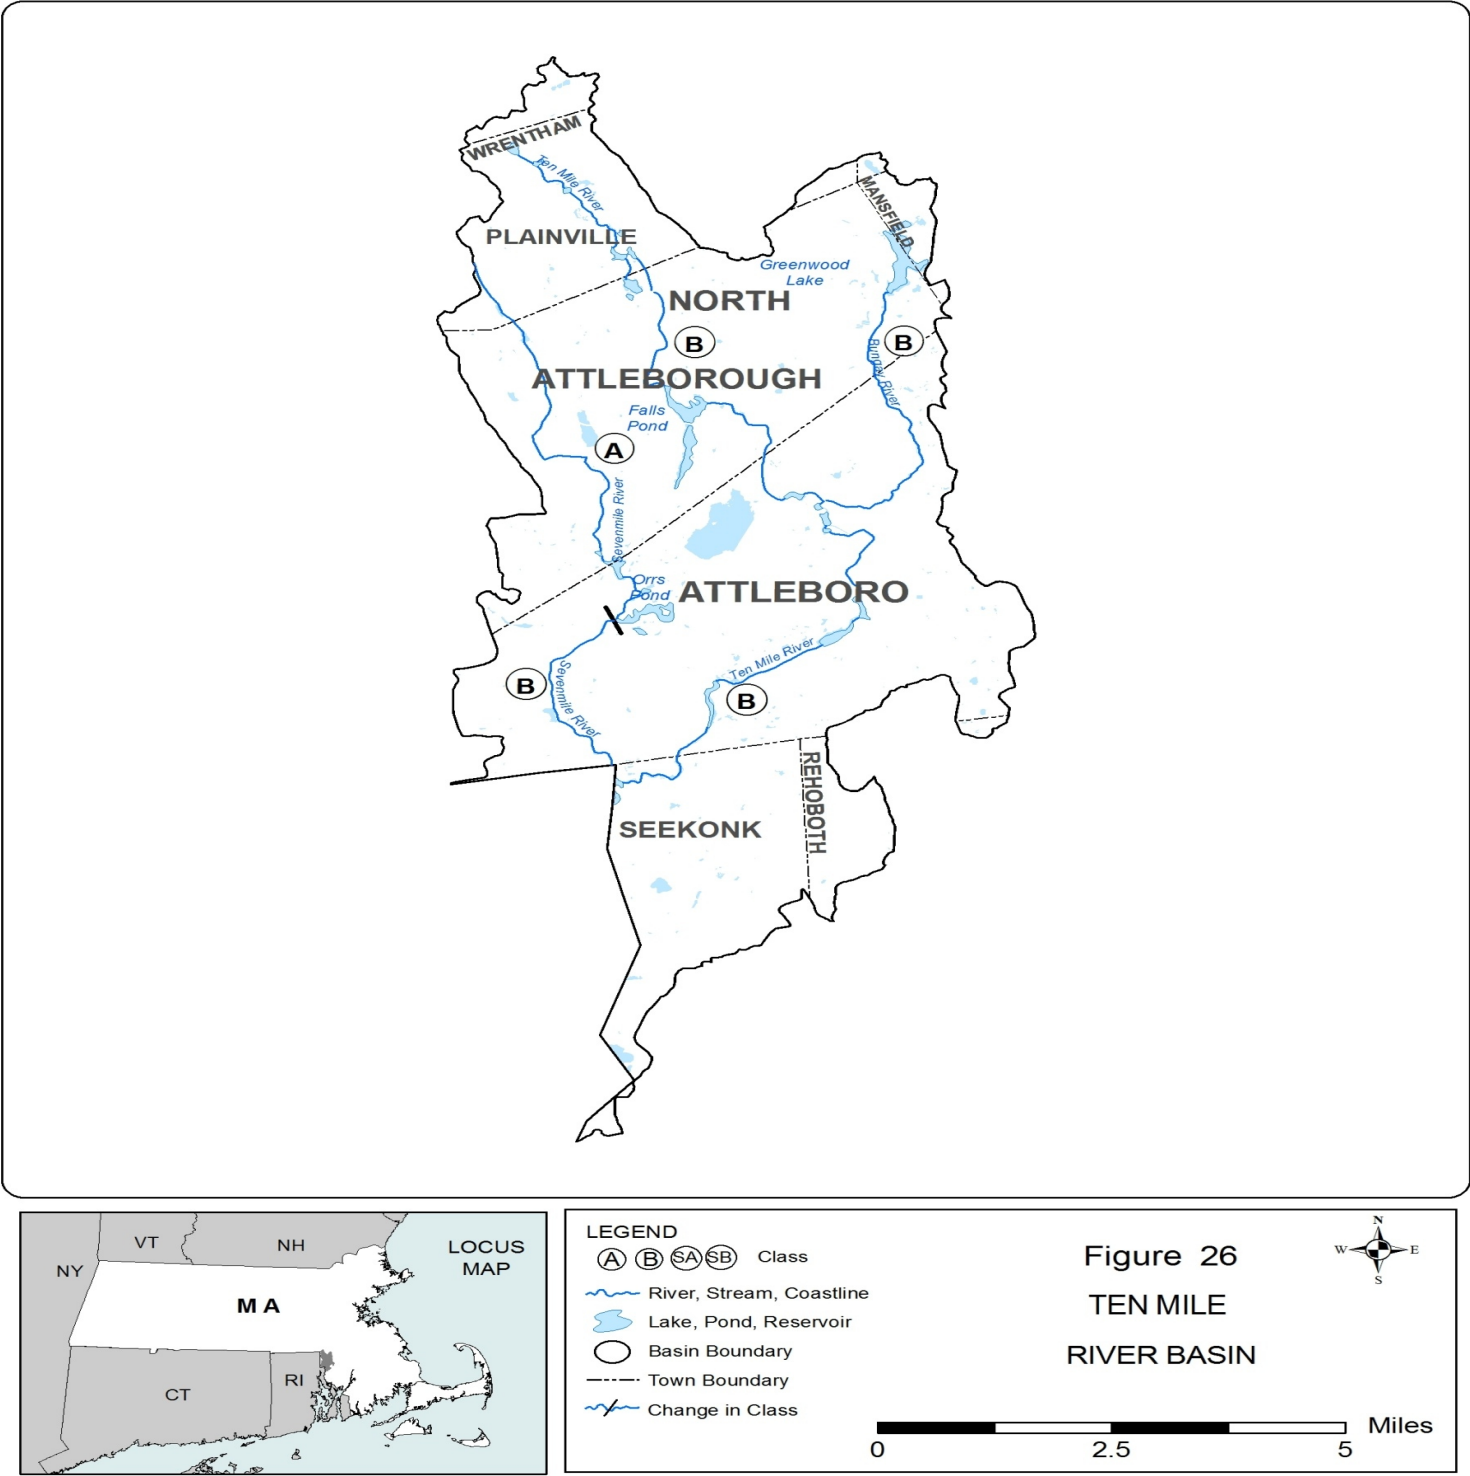 WRENTHAM
Ten Mile River
MANSFIELD
PLAINVILLE
Greenwood
Lake
NORTH
B
B
Bungay River
ATTLEBOROUGH
Falls
Pond
A
Sevenmile River
Orrs
Pond
ATTLEBORO
Ten Mile River
B
Sevenmile River
B
REHOBOTH
SEEKONK
VT
NH
NY
LOCUS
MAP
MA
CT
RI
LEGEND
A B SA SB Class
River, Stream, Coastline
Lake, Pond, Reservoir
Basin Boundary
Town Boundary
Change in Class
Figure 26
TEN MILE
RIVER BASIN
N
W E
S
Miles
0 2.5 5